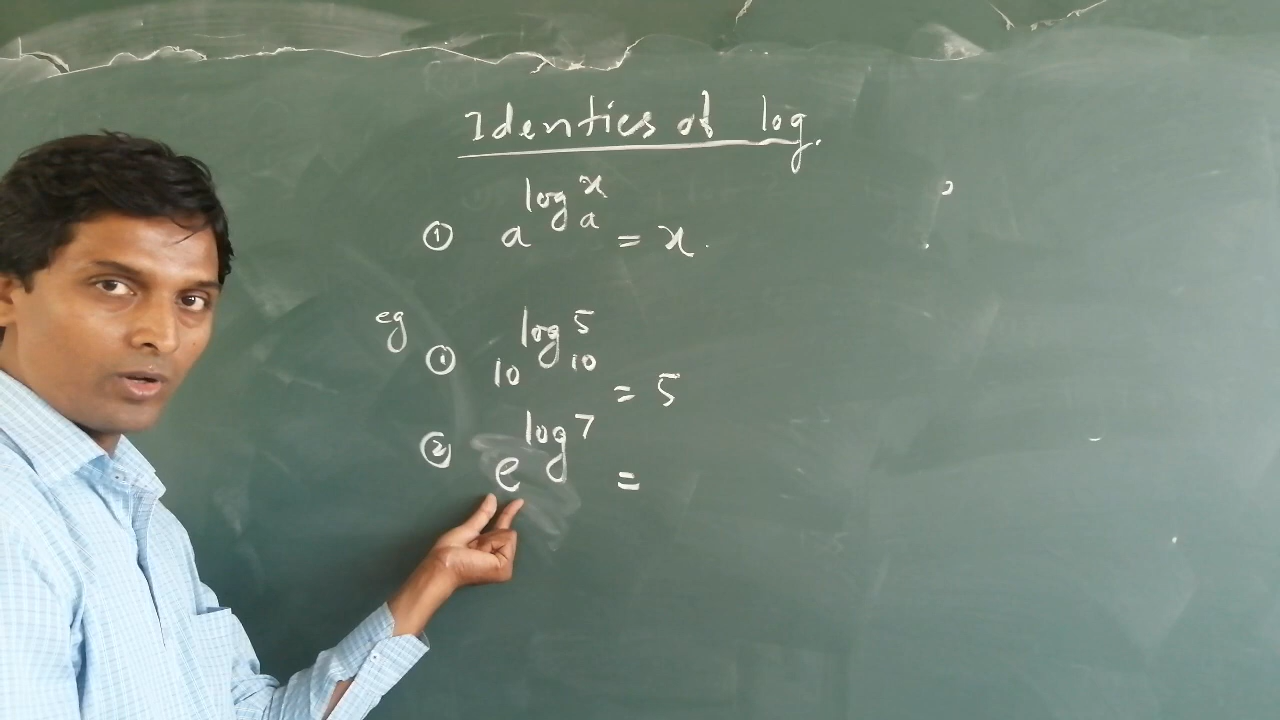 Identies of log.
① a^log_a x = x.
eg ① 10^log_10 5 = 5
② e^log 7 =